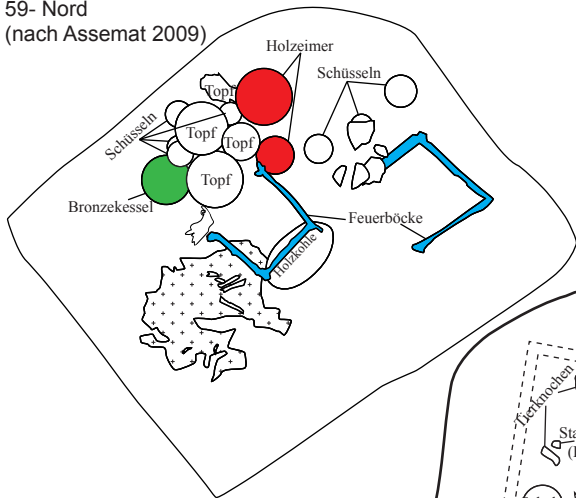 59- Nord
(nach Assemat 2009)
Holzeimer
Schüsseln
Topf
Schüsseln
Topf
Topf
Topf
Bronzekessel
Feuerböcke
Holzkohle
Tierknochen